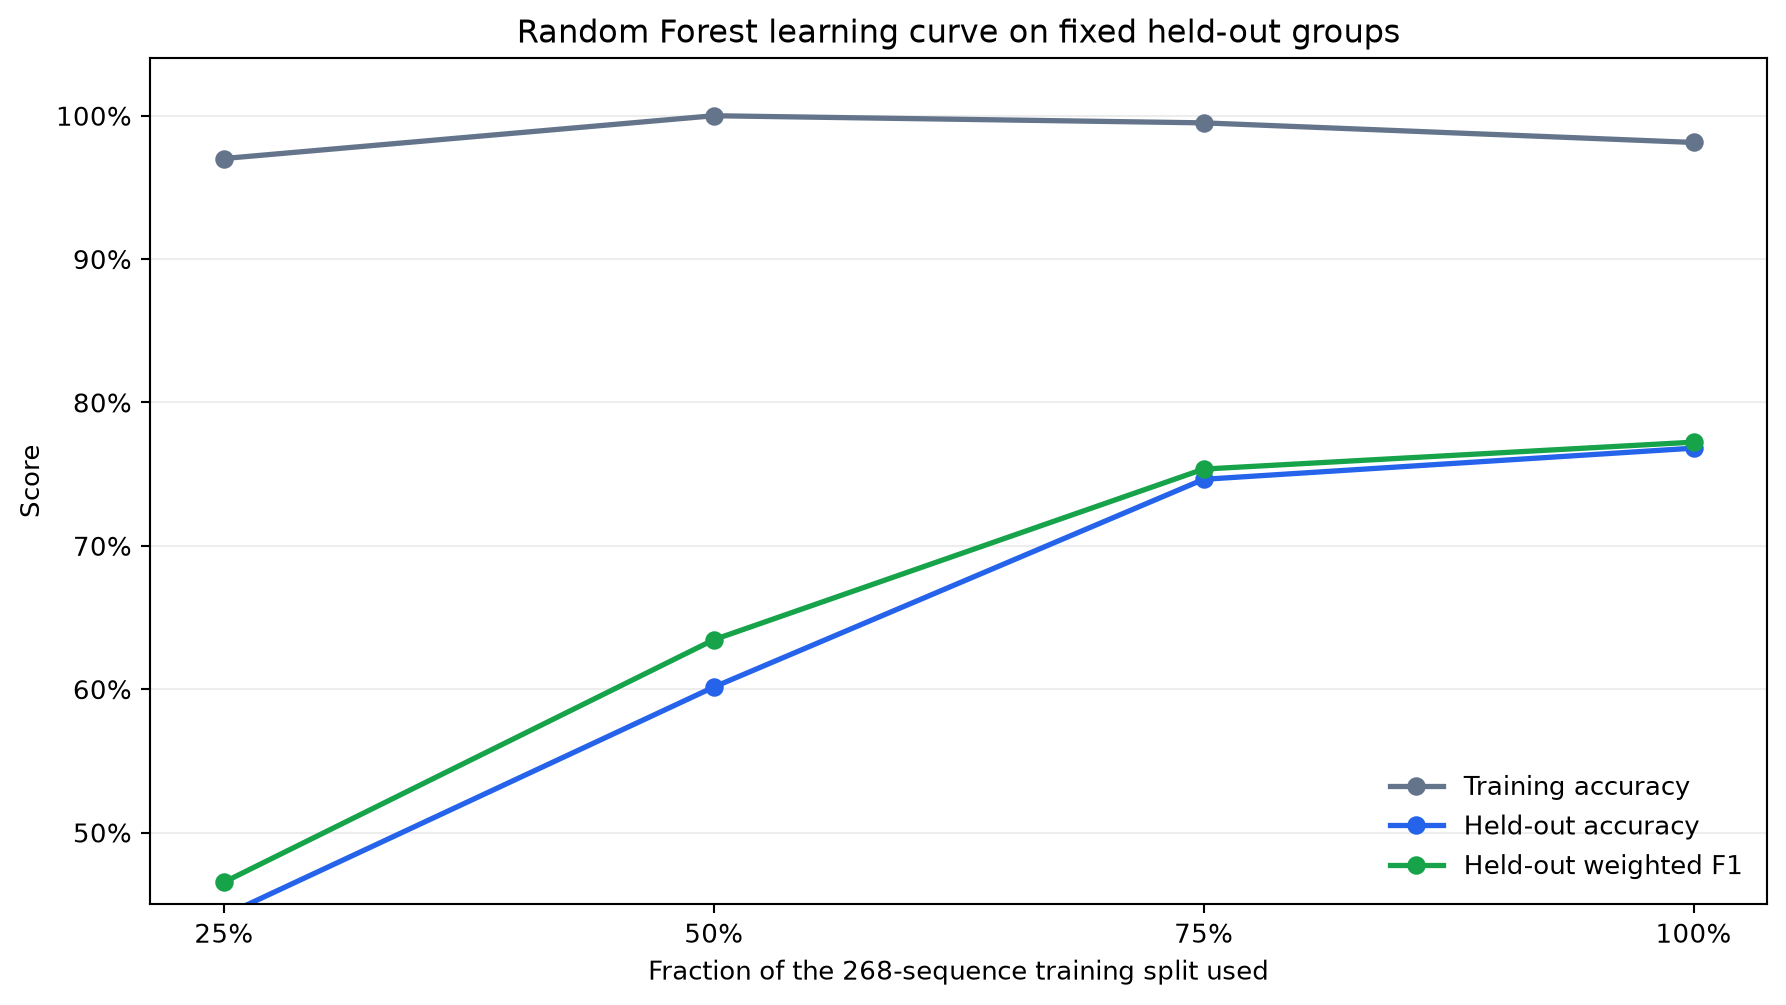 Random Forest learning curve on fixed held-out groups
100%
90%
80%
70%
60%
50%
Score
Training accuracy
Held-out accuracy
Held-out weighted F1
25%
50%
75%
100%
Fraction of the 268-sequence training split used